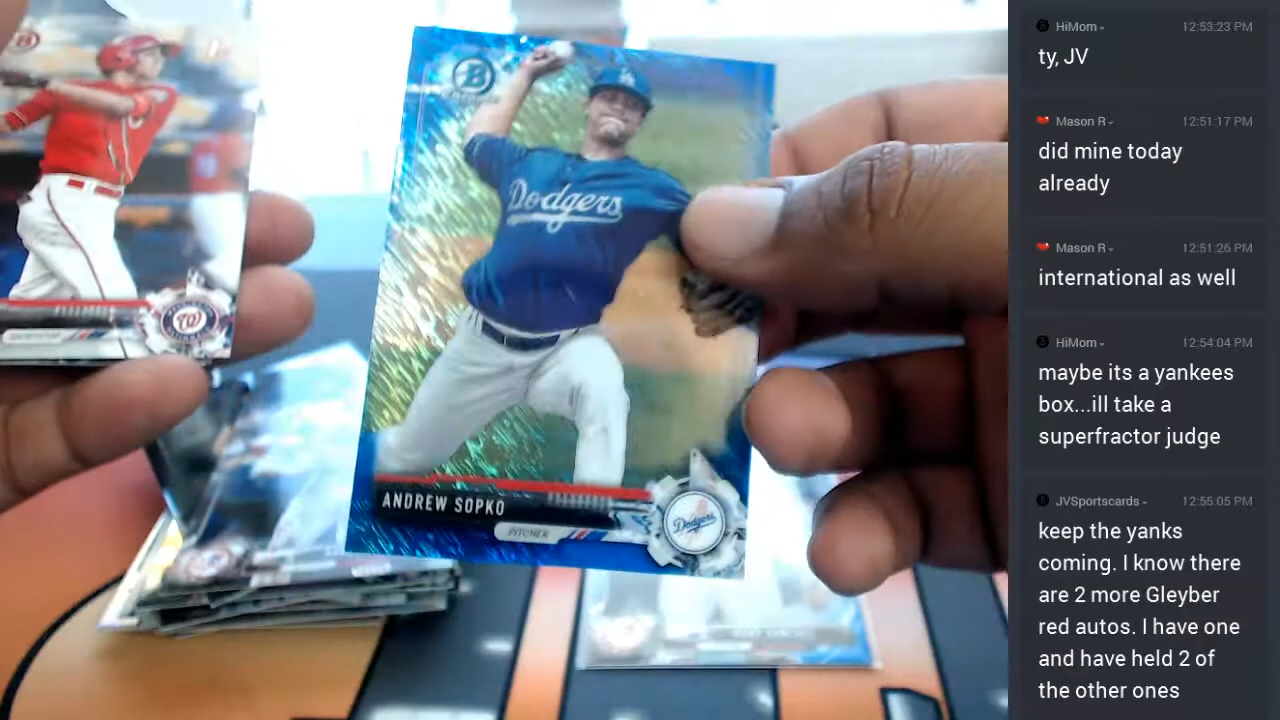 B
Dodgers
ANDREW SOPKO
PITCHER
Dodgers
W
HiMom
12:53:23 PM
ty, JV
Mason R
12:51:17 PM
did mine today
already
Mason R
12:51:26 PM
international as well
HiMom
12:54:04 PM
maybe its a yankees
box...ill take a
superfractor judge
JVSportscards
12:55:05 PM
keep the yanks
coming. I know there
are 2 more Gleyber
red autos. I have one
and have held 2 of
the other ones